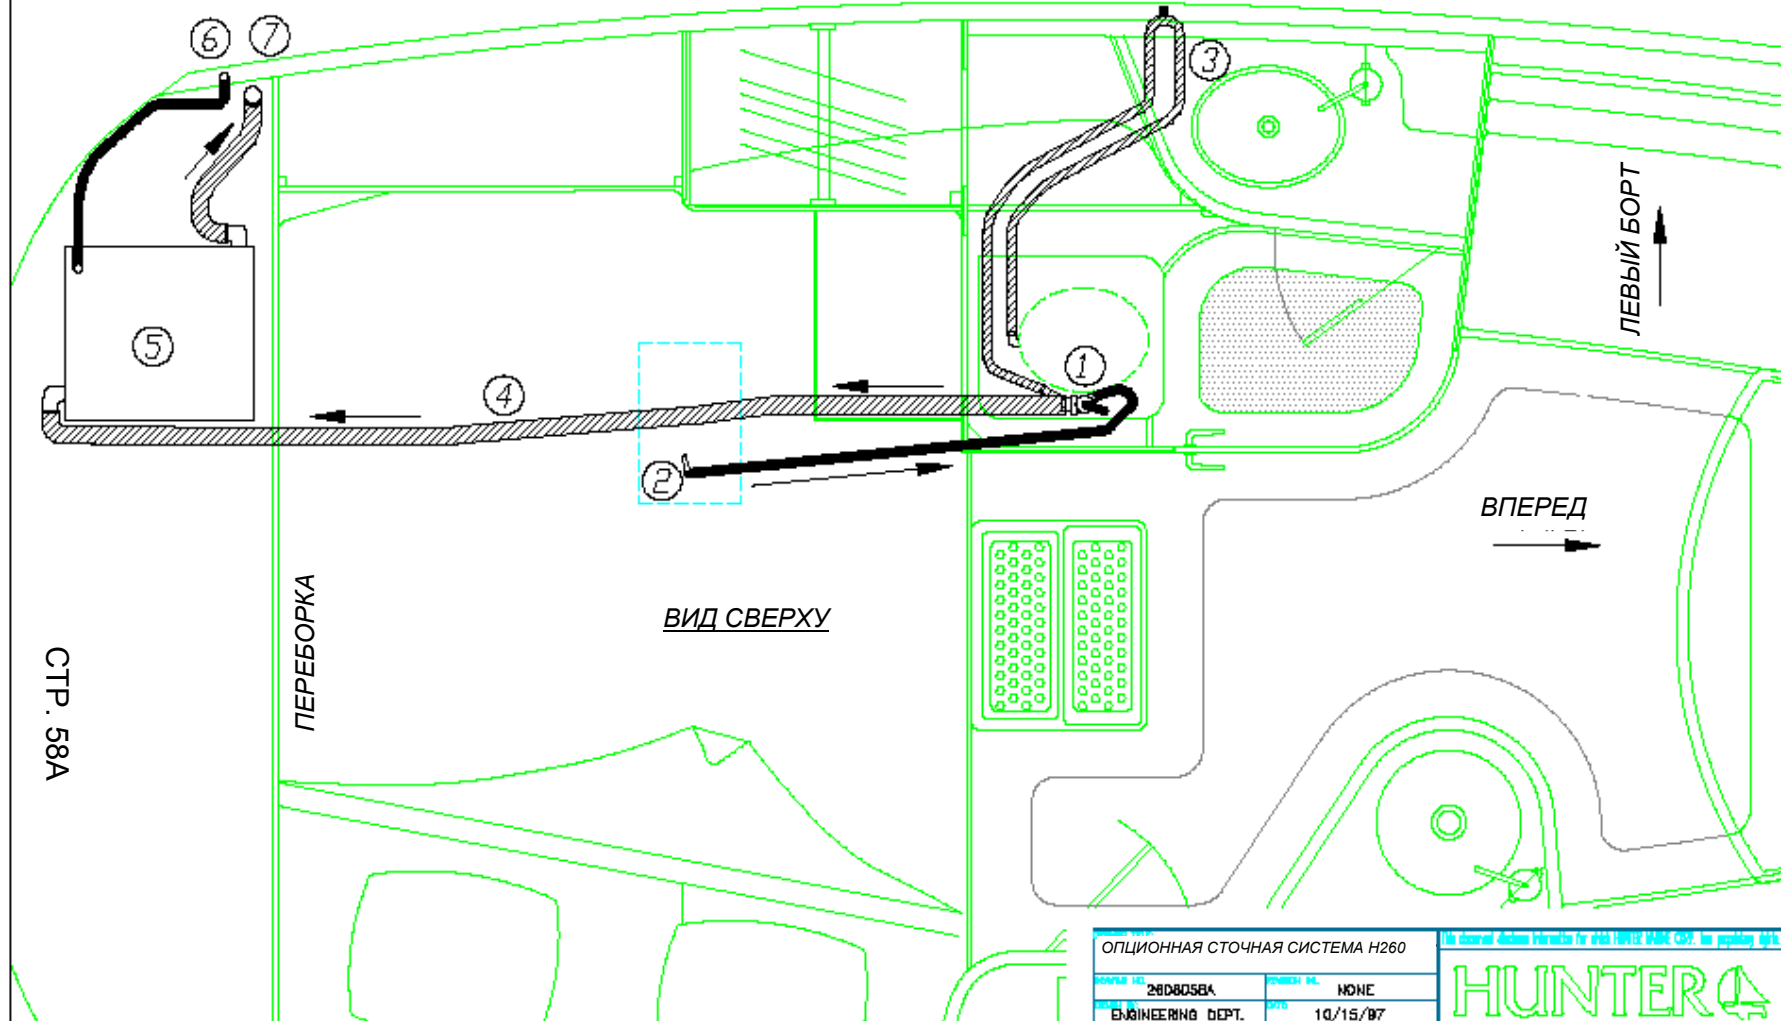 6
7
3
5
4
1
2
ЛЕВЫЙ БОРТ
ВПЕРЕД
ПЕРЕБОРКА
ВИД СВЕРХУ
СТР. 58А
ОПЦИОННАЯ СТОЧНАЯ СИСТЕМА H260
NONE
ENGINEERING DEPT.
10/15/97
HUNTER